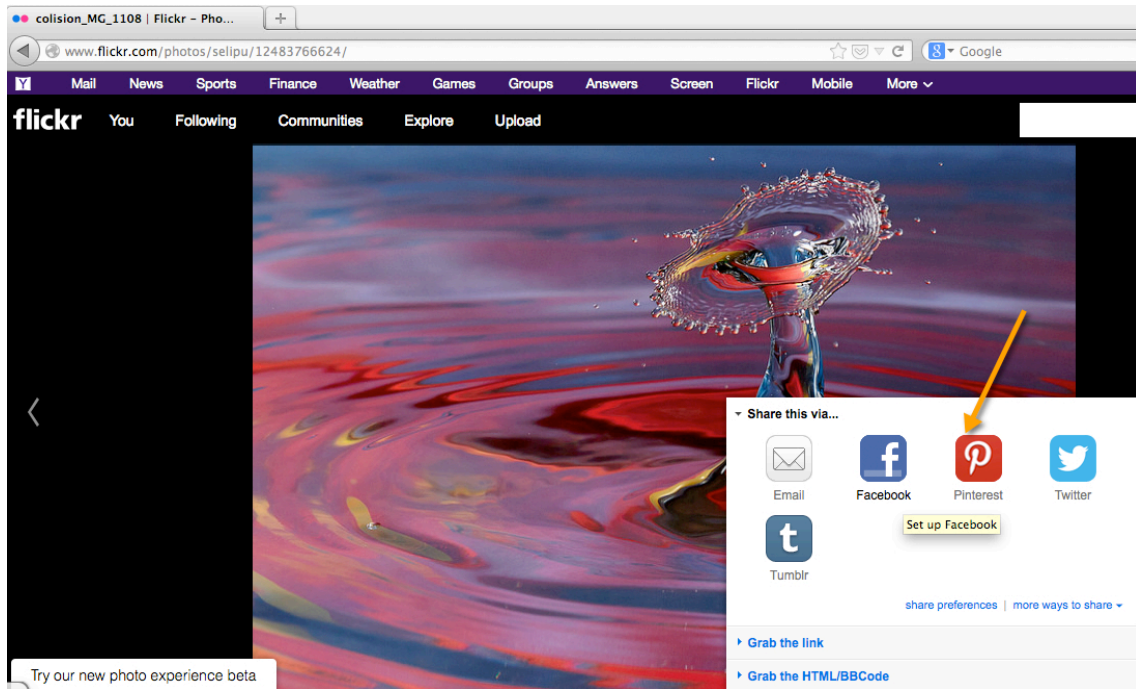 colision_MG_1108 | Flickr – Pho...
www.flickr.com/photos/selipu/12483766624/
Google
Y! Mail News Sports Finance Weather Games Groups Answers Screen Flickr Mobile More
flickr You Following Communities Explore Upload
Share this via...
Email Facebook Pinterest Twitter
Set up Facebook
Tumblr
share preferences | more ways to share
Grab the link
Grab the HTML/BBCode
Try our new photo experience beta